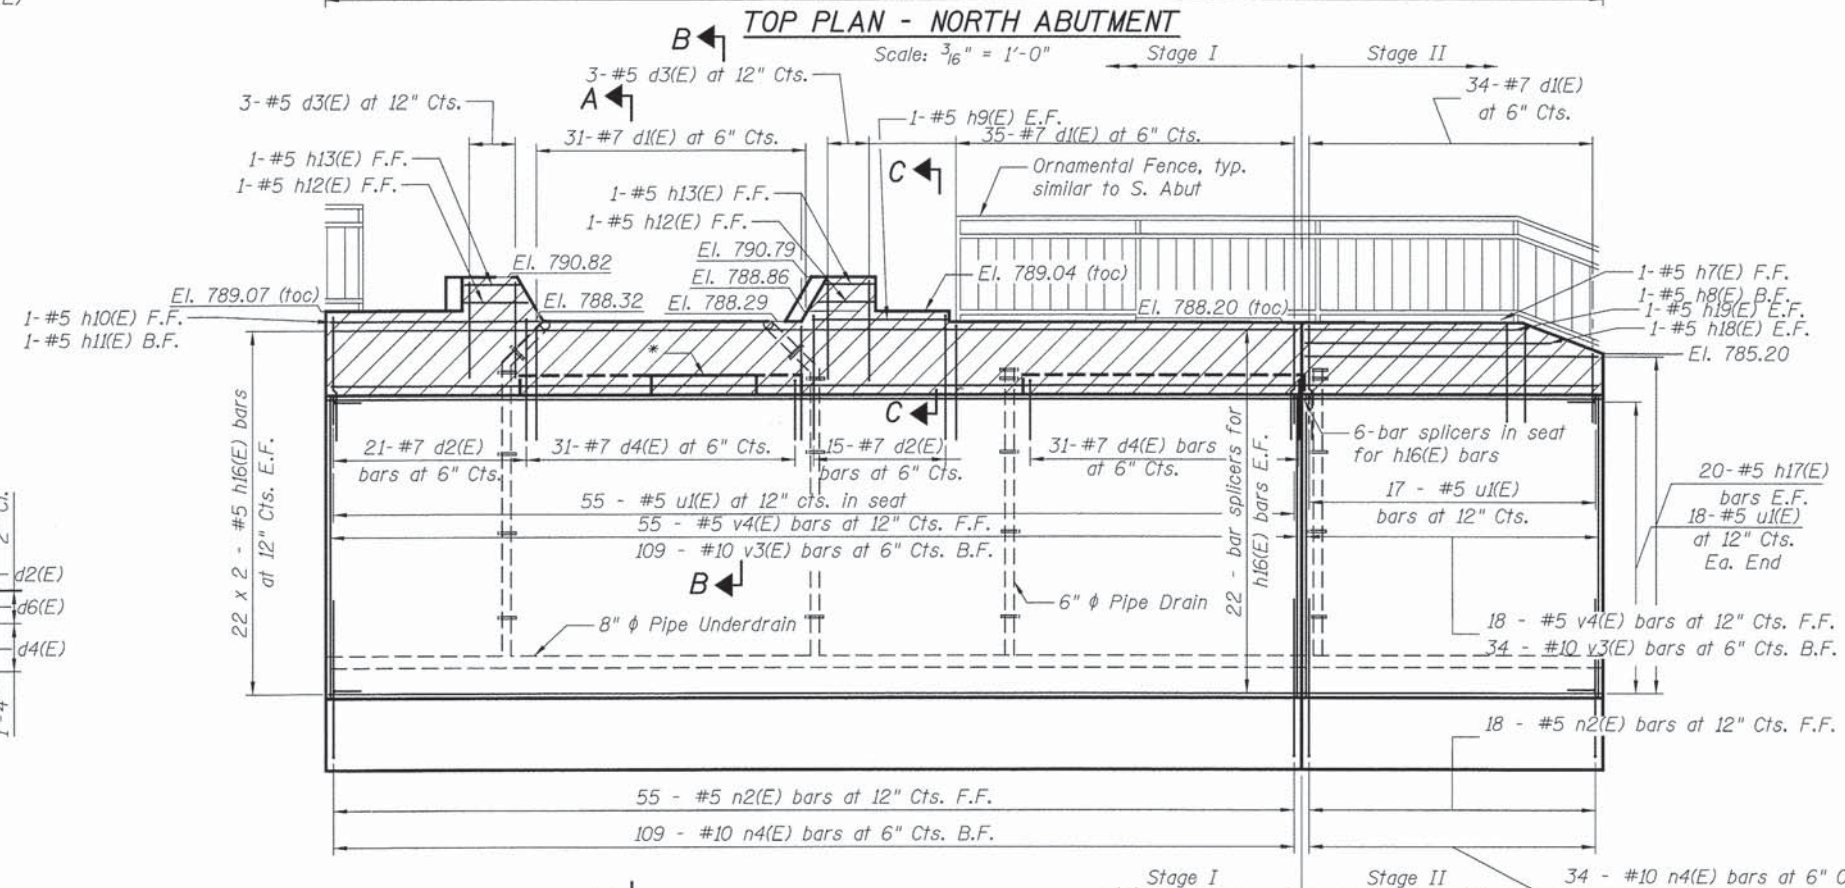 TOP PLAN - NORTH ABUTMENT
Scale: 3/16" = 1'-0"
B
Stage I
Stage II
3-#5 d3(E) at 12" Cts.
34-#7 d1(E)
at 6" Cts.
3-#5 d3(E) at 12" Cts.
A
1-#5 h9(E) E.F.
31-#7 d1(E) at 6" Cts.
35-#7 d1(E) at 6" Cts.
1-#5 h13(E) F.F.
1-#5 h12(E) F.F.
C
Ornamental Fence, typ.
similar to S. Abut
1-#5 h13(E) F.F.
1-#5 h12(E) F.F.
El. 790.82
El. 790.79
El. 788.86
El. 789.04 (toc)
1-#5 h7(E) F.F.
1-#5 h8(E) B.F.
El. 789.07 (toc)
El. 788.32
El. 788.29
El. 788.20 (toc)
1-#5 h19(E) E.F.
1-#5 h10(E) F.F.
1-#5 h11(E) B.F.
1-#5 h18(E) E.F.
*
El. 785.20
22 x 2 - #5 h16(E) bars
at 12" Cts. E.F.
C
21-#7 d2(E)
bars at 6" Cts.
31-#7 d4(E) at 6" Cts.
15-#7 d2(E)
bars at 6" Cts.
31-#7 d4(E) bars
at 6" Cts.
22 - bar splicers for
h16(E) bars E.F.
6-bar splicers in seat
for h16(E) bars
20-#5 h17(E)
bars E.F.
55 - #5 u1(E) at 12" cts. in seat
17 - #5 u1(E)
bars at 12" Cts.
55 - #5 v4(E) bars at 12" Cts. F.F.
18-#5 u1(E)
at 12" Cts.
Ea. End
109 - #10 v3(E) bars at 6" Cts. B.F.
d2(E)
d6(E)
d4(E)
B
6" ϕ Pipe Drain
8" ϕ Pipe Underdrain
18 - #5 v4(E) bars at 12" Cts. F.F.
34 - #10 v3(E) bars at 6" Cts. B.F.
18 - #5 n2(E) bars at 12" Cts. F.F.
55 - #5 n2(E) bars at 12" Cts. F.F.
109 - #10 n4(E) bars at 6" Cts. B.F.
Stage I
Stage II
34 - #10 n4(E) bars at 6" C